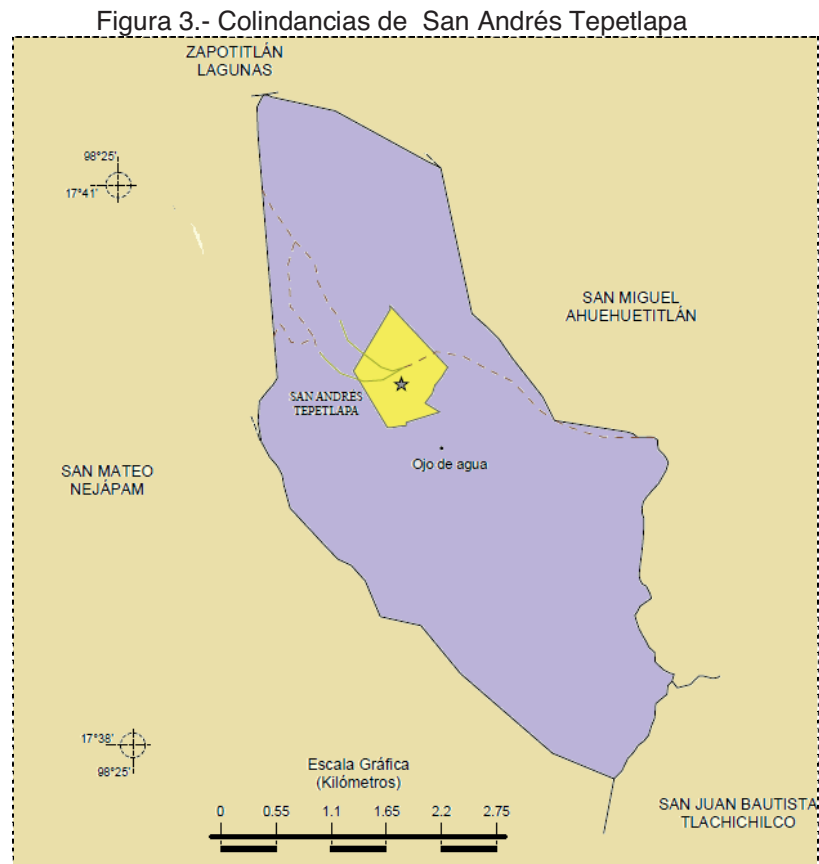 Figura 3.- Colindancias de San Andrés Tepetlapa
ZAPOTITLÁN
LAGUNAS
98°25'
17°41'
SAN MIGUEL
AHUEHUETITLÁN
SAN ANDRÉS
TEPETLAPA
Ojo de agua
SAN MATEO
NEJÁPAM
17°38'
98°25'
Escala Gráfica
(Kilómetros)
0 0.55 1.1 1.65 2.2 2.75
SAN JUAN BAUTISTA
TLACHICHILCO